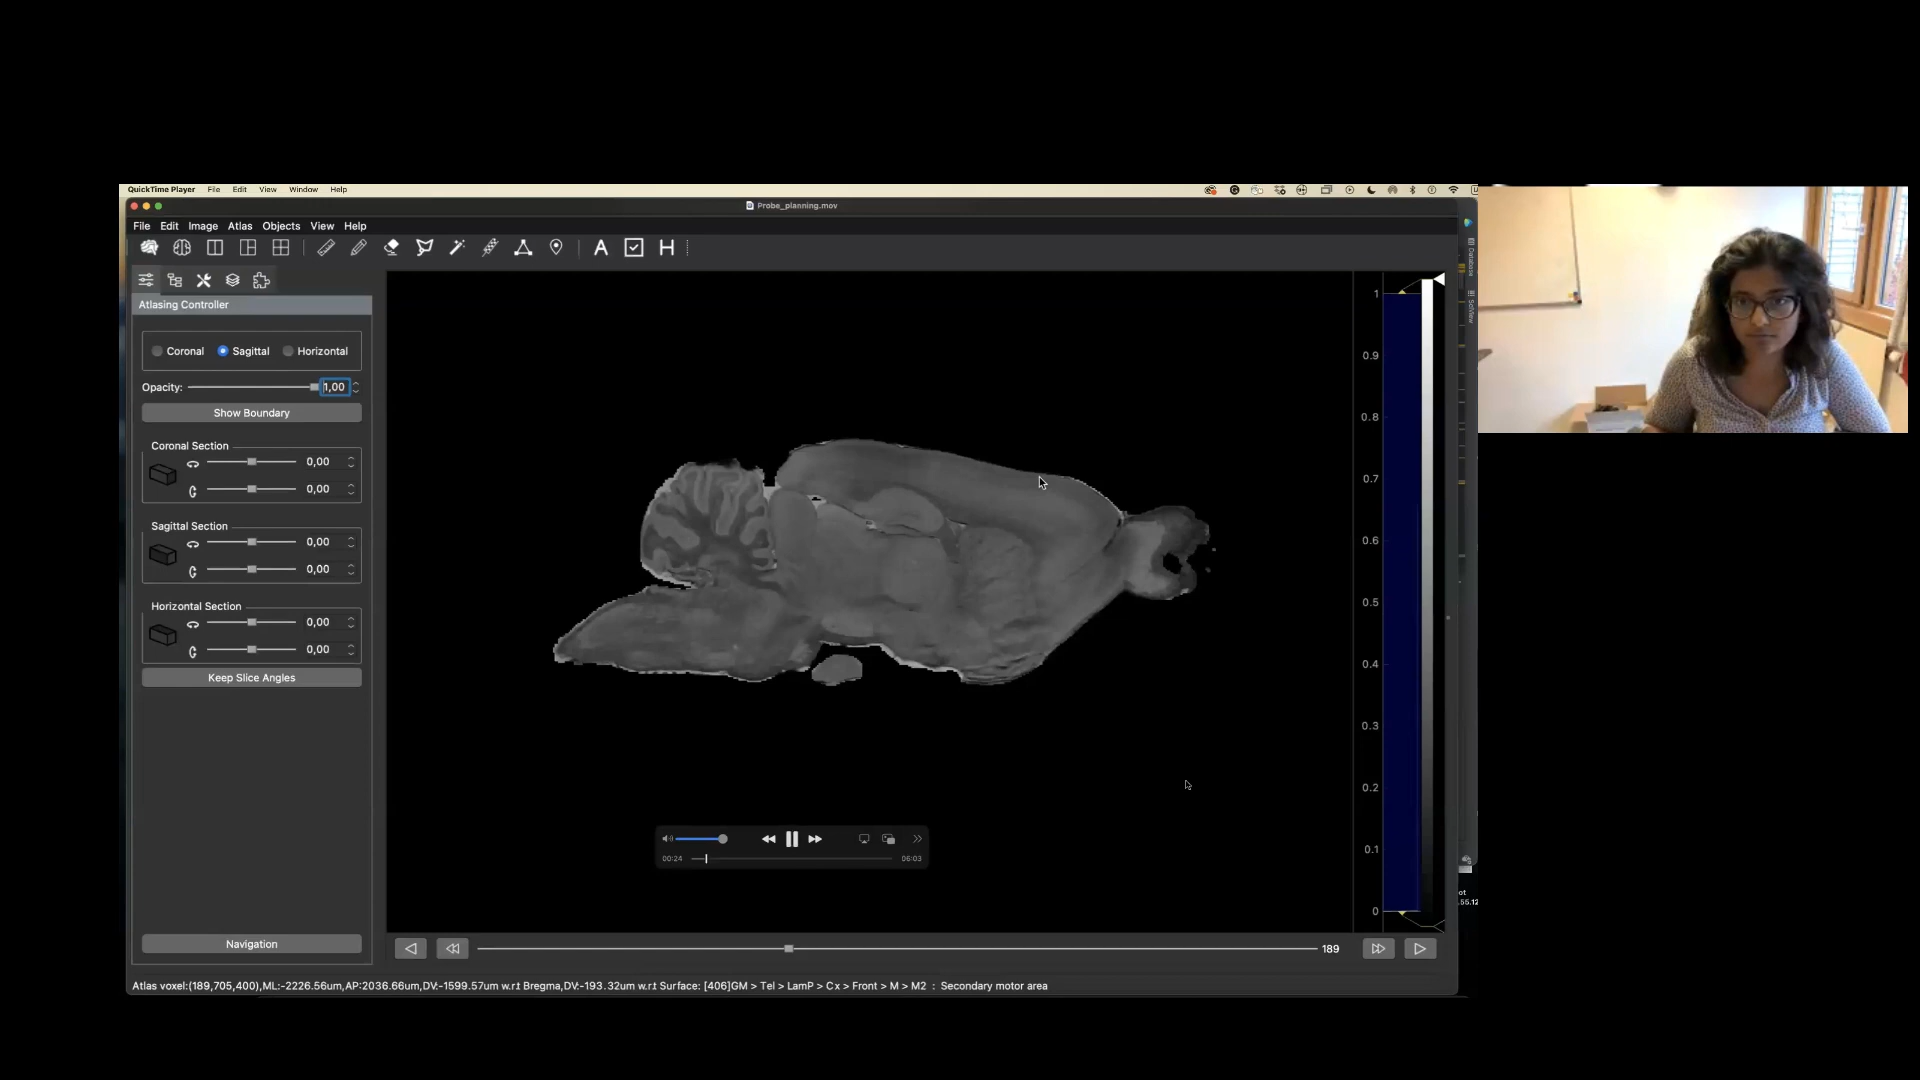 QuickTime Player File Edit View Window Help
Probe_planning.mov
File Edit Image Atlas Objects View Help
A H
Atlasing Controller
Coronal Sagittal Horizontal
Opacity: 1,00
Show Boundary
Coronal Section
0,00
0,00
Sagittal Section
0,00
0,00
Horizontal Section
0,00
0,00
Keep Slice Angles
Navigation
1
0.9
0.8
0.7
0.6
0.5
0.4
0.3
0.2
0.1
0
00:24 06:03
189
Atlas voxel:(189,705,400),ML:-2226.56um,AP:2036.66um,DV:-1599.57um w.r.t Bregma,DV:-193.32um w.r.t Surface: [406]GM > Tel > LamP > Cx > Front > M > M2 : Secondary motor area
Database
SciView
ot
.55.12